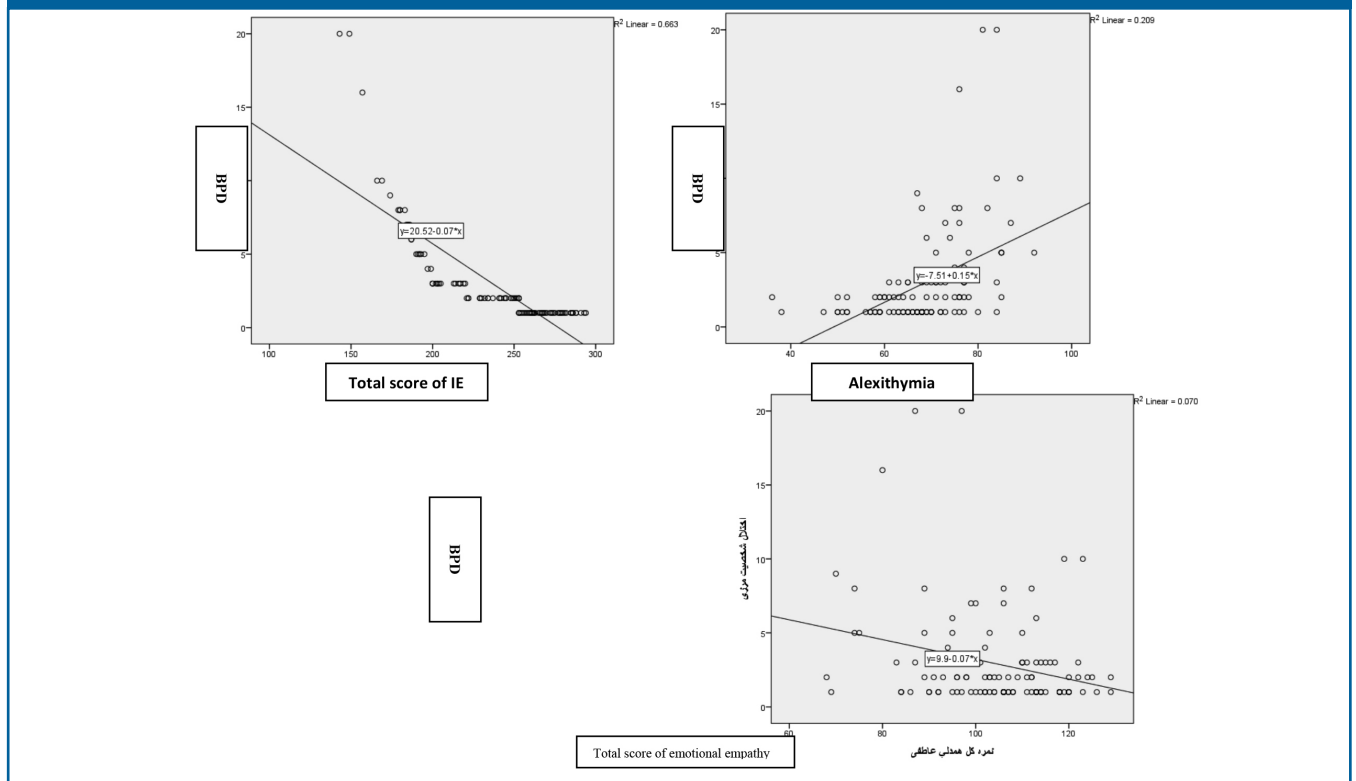 R² Linear = 0.663
20
15
5
0
BPD
y=20.52-0.07*x
100 150 200 250 300
Total score of IE
R² Linear = 0.209
20
15
10
5
0
BPD
y=-7.51+0.15*x
40 60 80 100
Alexithymia
R² Linear = 0.070
20
15
10
5
0
اختلال شخصیت مرزی
BPD
y=9.9-0.07*x
60 80 100 120
نمره کل همدلي عاطفی
Total score of emotional empathy